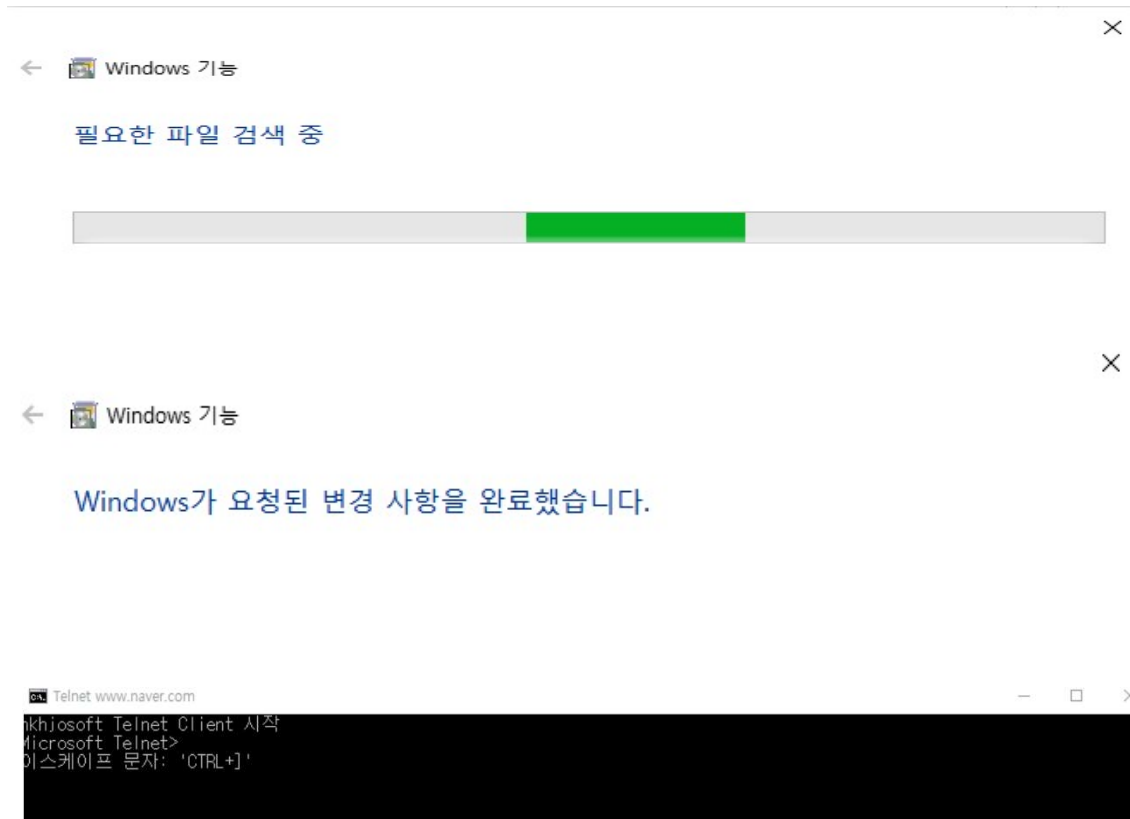 Windows 기능
필요한 파일 검색 중
Windows 기능
Windows가 요청된 변경 사항을 완료했습니다.
Telnet www.naver.com
hkhjosoft Telnet Client 시작
Microsoft Telnet>
이스케이프 문자: 'CTRL+]'